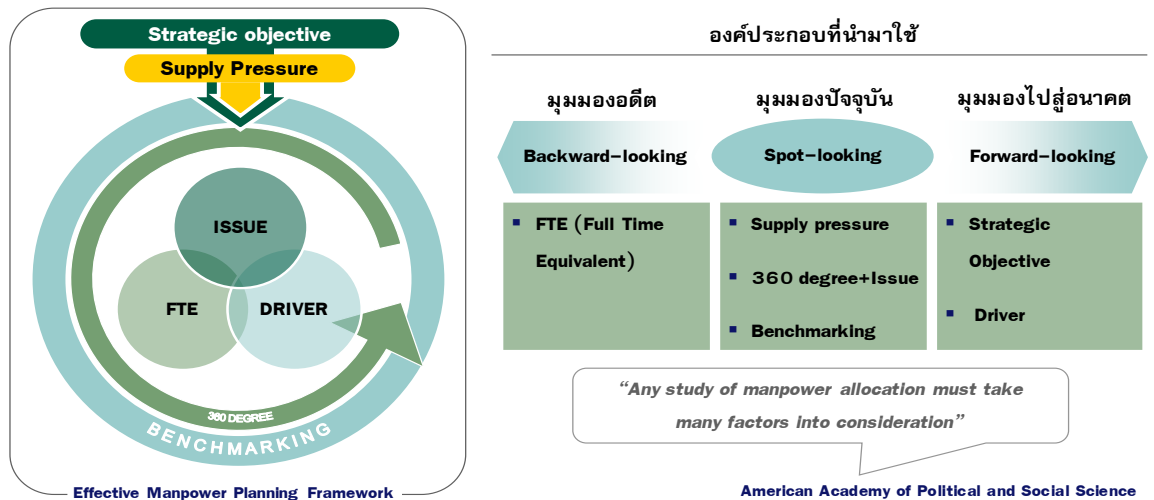 Strategic objective
Supply Pressure
ISSUE
FTE
DRIVER
360 DEGREE
BENCHMARKING
Effective Manpower Planning Framework
องค์ประกอบที่นำมาใช้
มุมมองอดีต
มุมมองปัจจุบัน
มุมมองไปสู่อนาคต
Backward-looking
Spot-looking
Forward-looking
▪ FTE (Full Time
Equivalent)
▪ Supply pressure
▪ 360 degree+Issue
▪ Benchmarking
▪ Strategic
Objective
▪ Driver
“Any study of manpower allocation must take
many factors into consideration”
American Academy of Political and Social Science